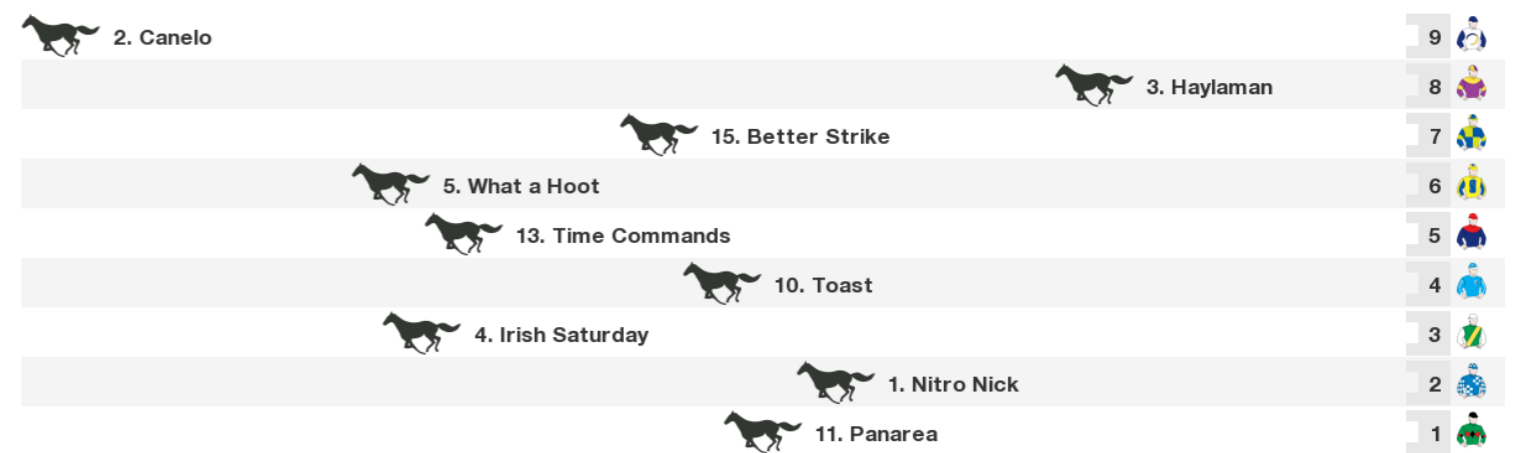 2. Canelo 9
3. Haylaman 8
15. Better Strike 7
5. What a Hoot 6
13. Time Commands 5
10. Toast 4
4. Irish Saturday 3
1. Nitro Nick 2
11. Panarea 1